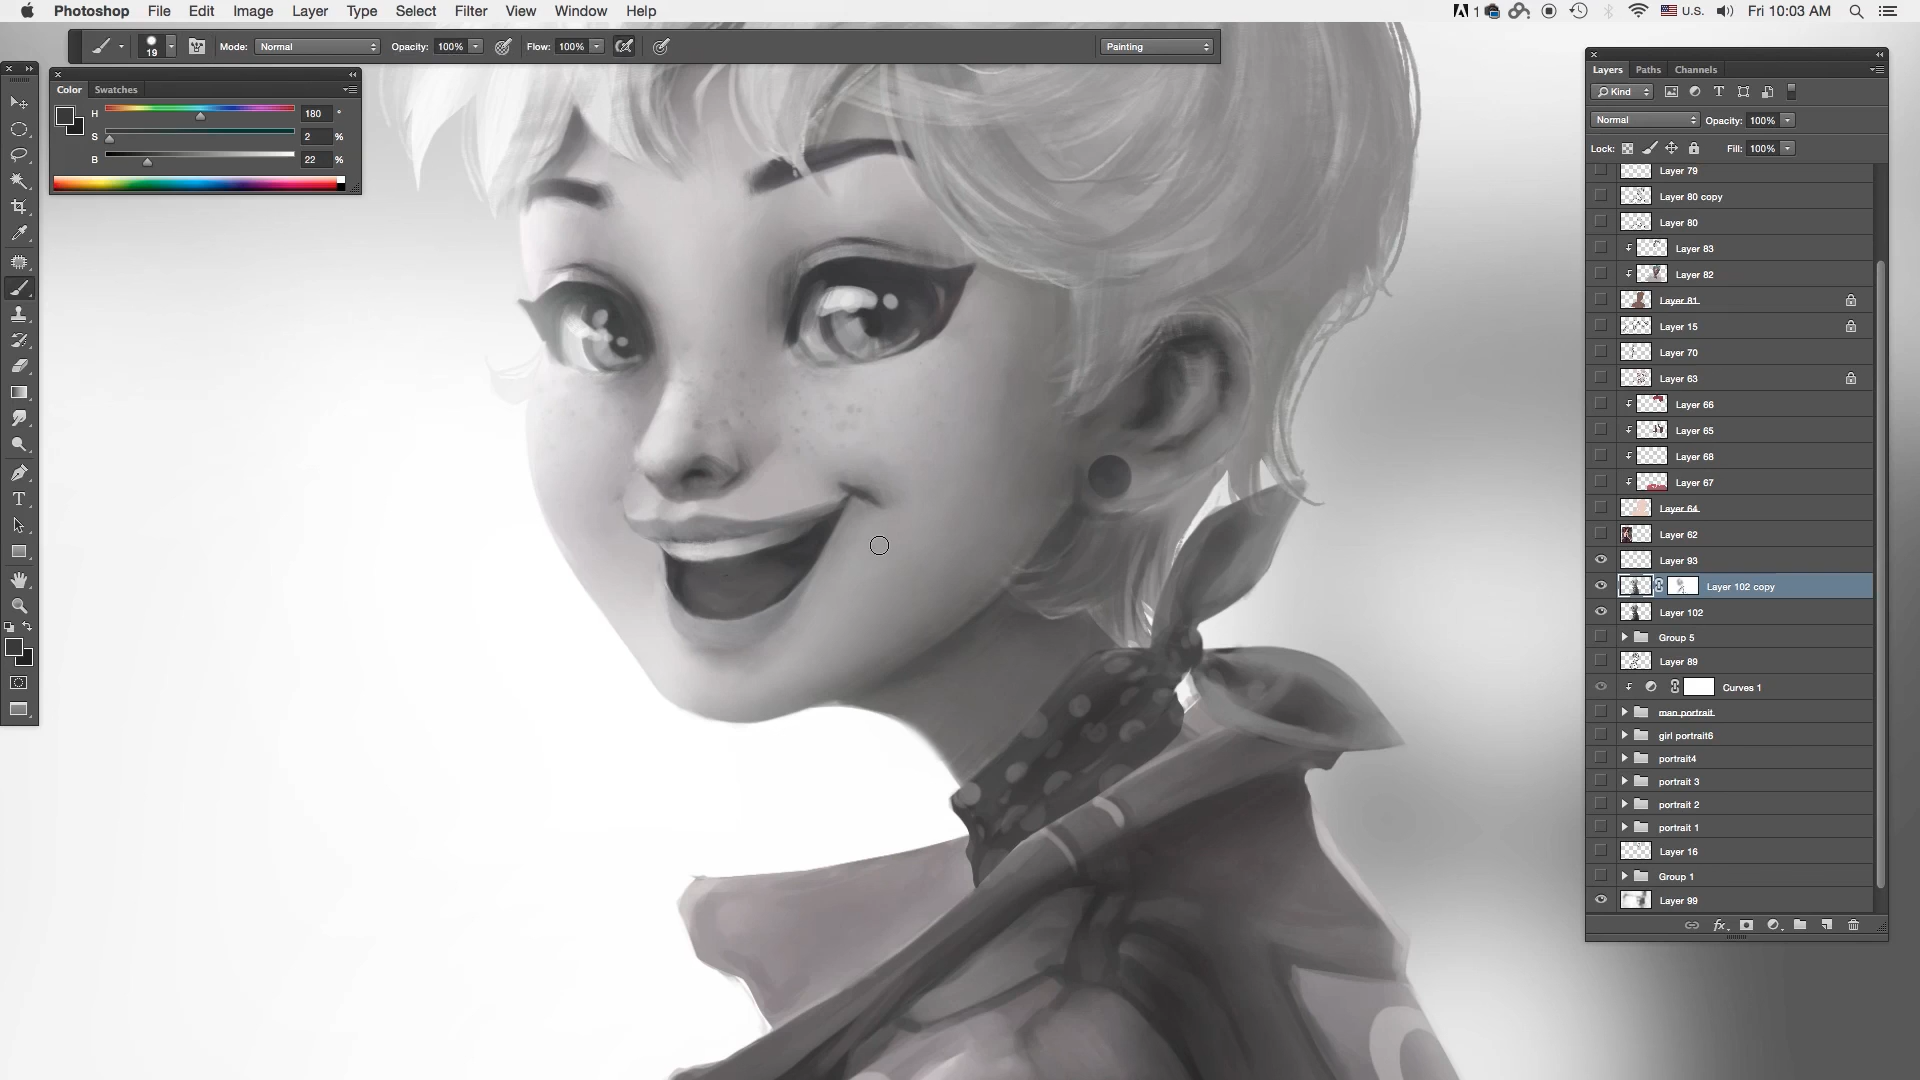 Photoshop File Edit Image Layer Type Select Filter View Window Help
1 U.S. Fri 10:03 AM
19 Mode: Normal Opacity: 100% Flow: 100% Painting
Color Swatches
H 180 °
S 2 %
B 22 %
Layers Paths Channels
Kind
Normal Opacity: 100%
Lock: Fill: 100%
Layer 79
Layer 80 copy
Layer 80
Layer 83
Layer 82
Layer 81
Layer 15
Layer 70
Layer 63
Layer 66
Layer 65
Layer 68
Layer 67
Layer 64
Layer 62
Layer 93
Layer 102 copy
Layer 102
Group 5
Layer 89
Curves 1
man portrait
girl portrait6
portrait4
portrait 3
portrait 2
portrait 1
Layer 16
Group 1
Layer 99
fx